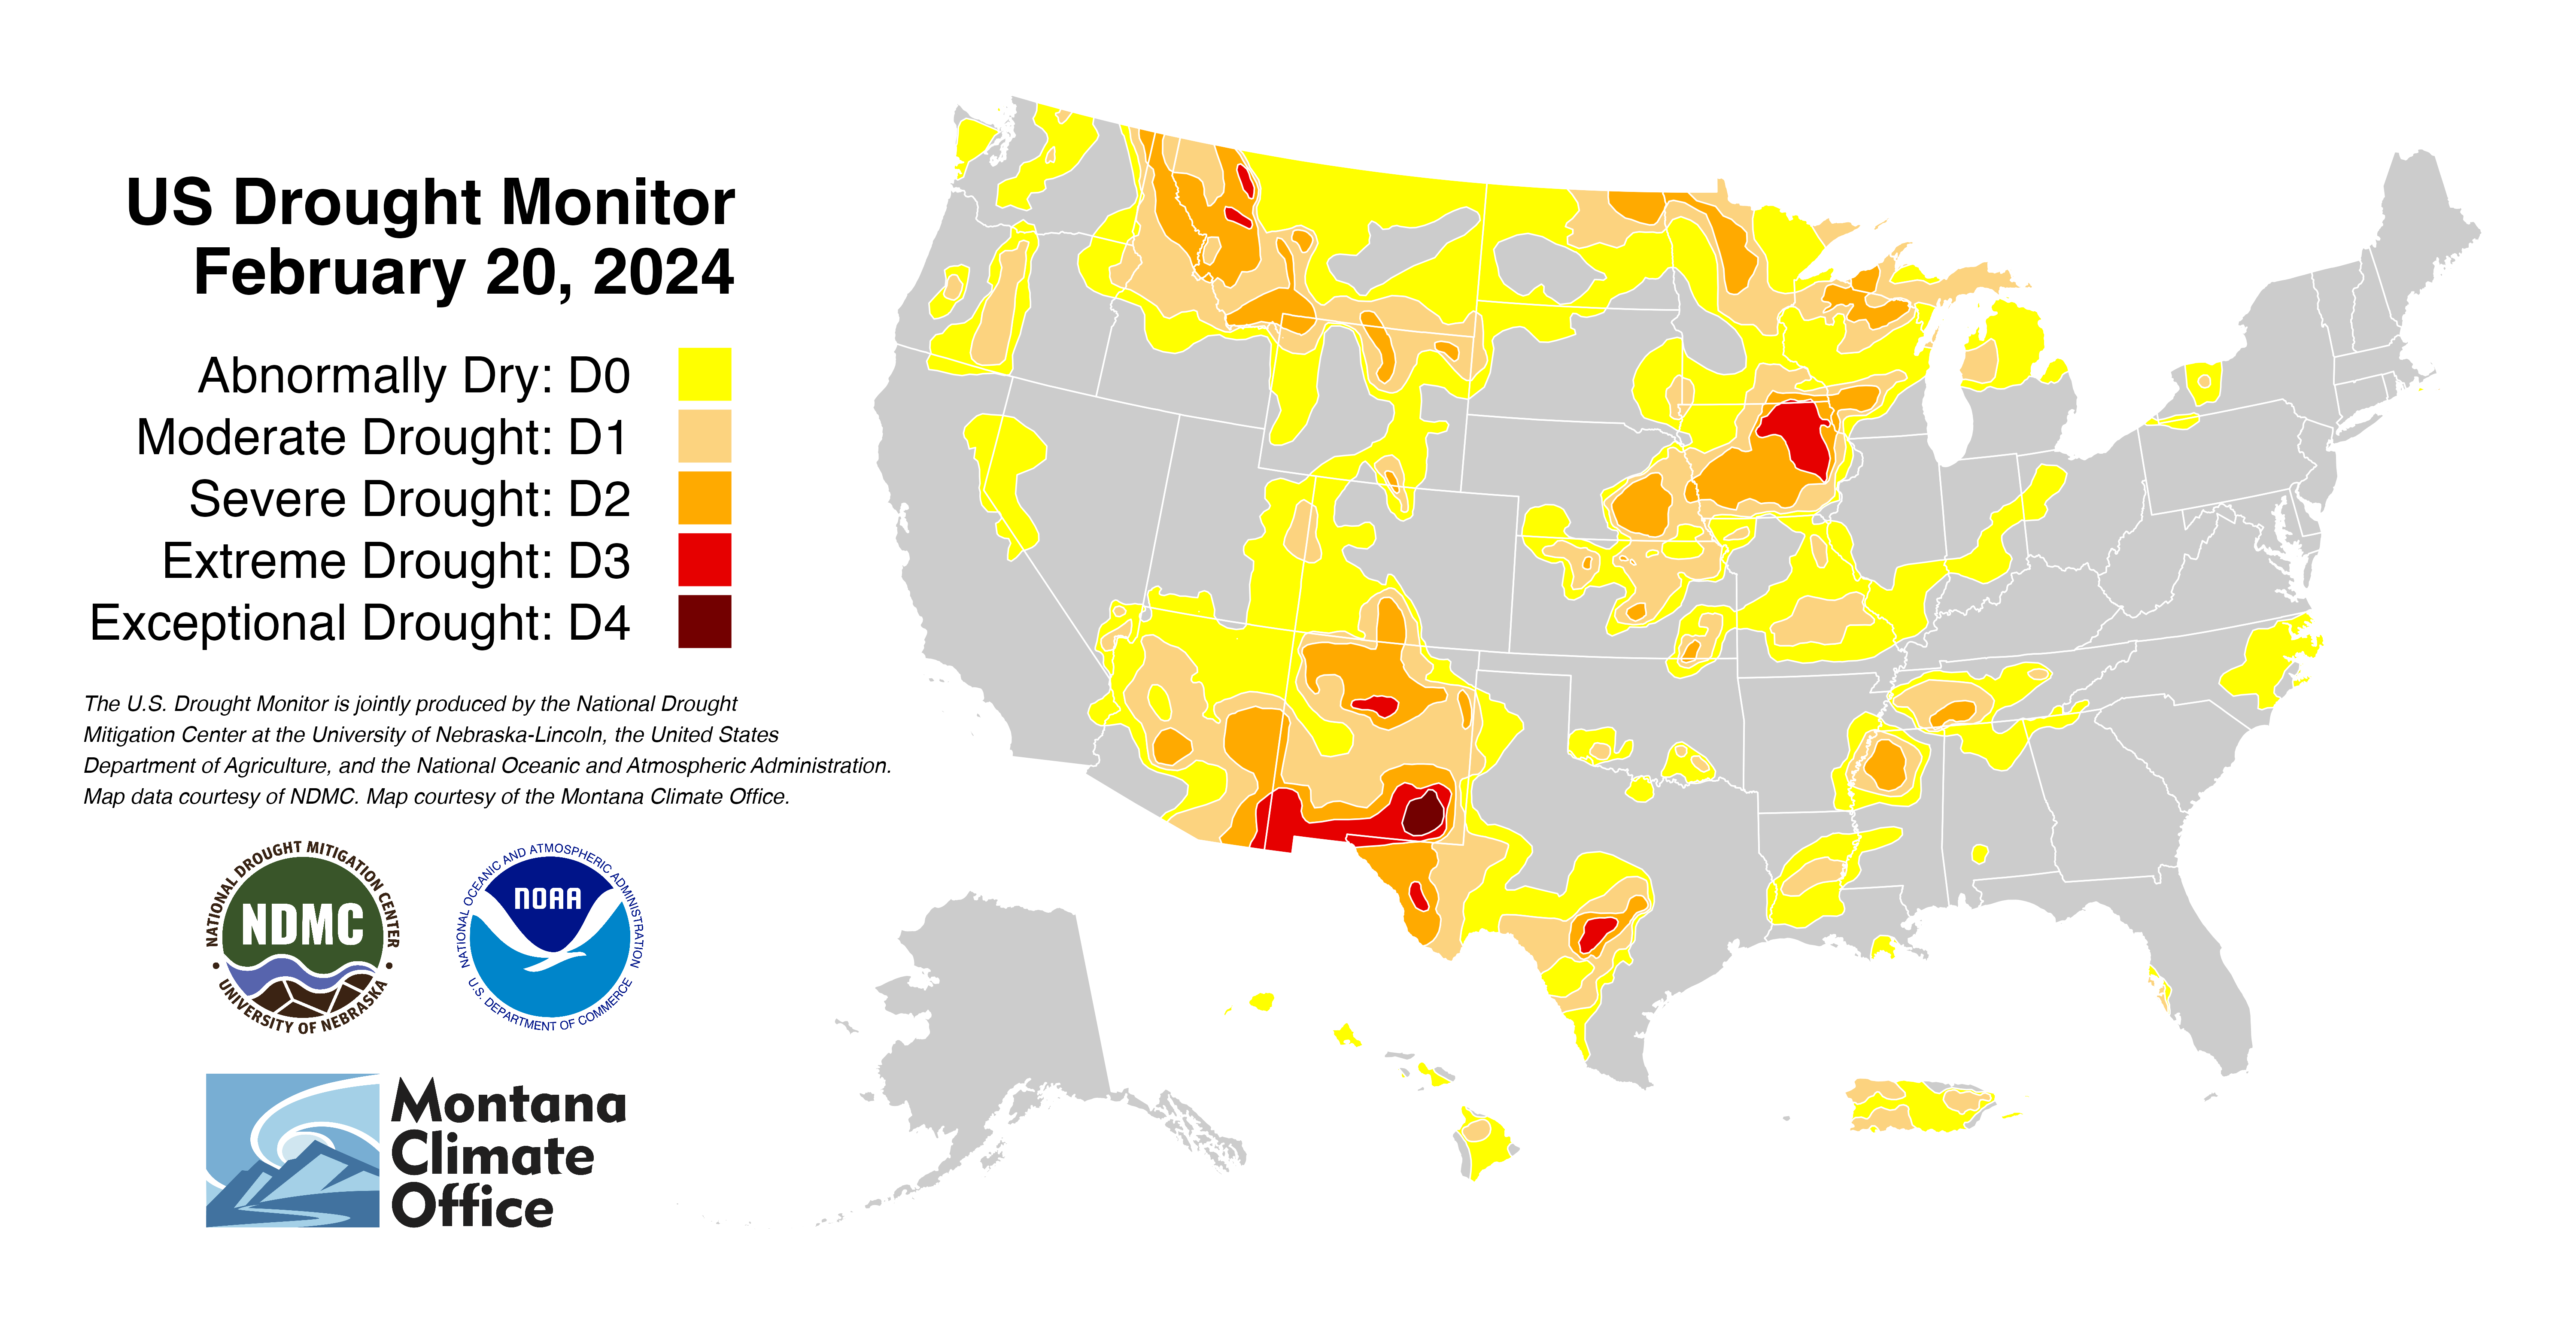 US Drought Monitor
February 20, 2024
Abnormally Dry: D0
Moderate Drought: D1
Severe Drought: D2
Extreme Drought: D3
Exceptional Drought: D4
The U.S. Drought Monitor is jointly produced by the National Drought
Mitigation Center at the University of Nebraska-Lincoln, the United States
Department of Agriculture, and the National Oceanic and Atmospheric Administration.
Map data courtesy of NDMC. Map courtesy of the Montana Climate Office.
NATIONAL DROUGHT MITIGATION CENTER
NDMC
• UNIVERSITY OF NEBRASKA •
NATIONAL OCEANIC AND ATMOSPHERIC ADMINISTRATION
NOAA
U.S. DEPARTMENT OF COMMERCE
Montana
Climate
Office